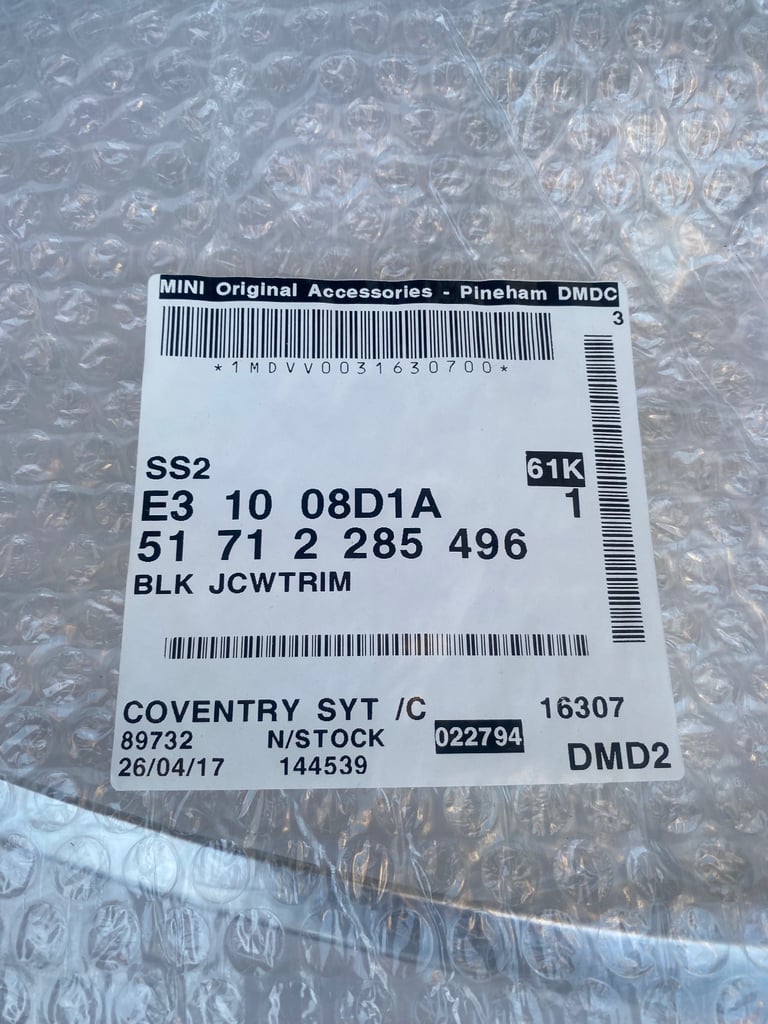 MINI Original Accessories - Pineham DMDC
3
*1MDVV0031630700*
SS2 61K
E3 10 08D1A 1
51 71 2 285 496
BLK JCWTRIM
COVENTRY SYT /C 16307
89732 N/STOCK 022794
26/04/17 144539 DMD2